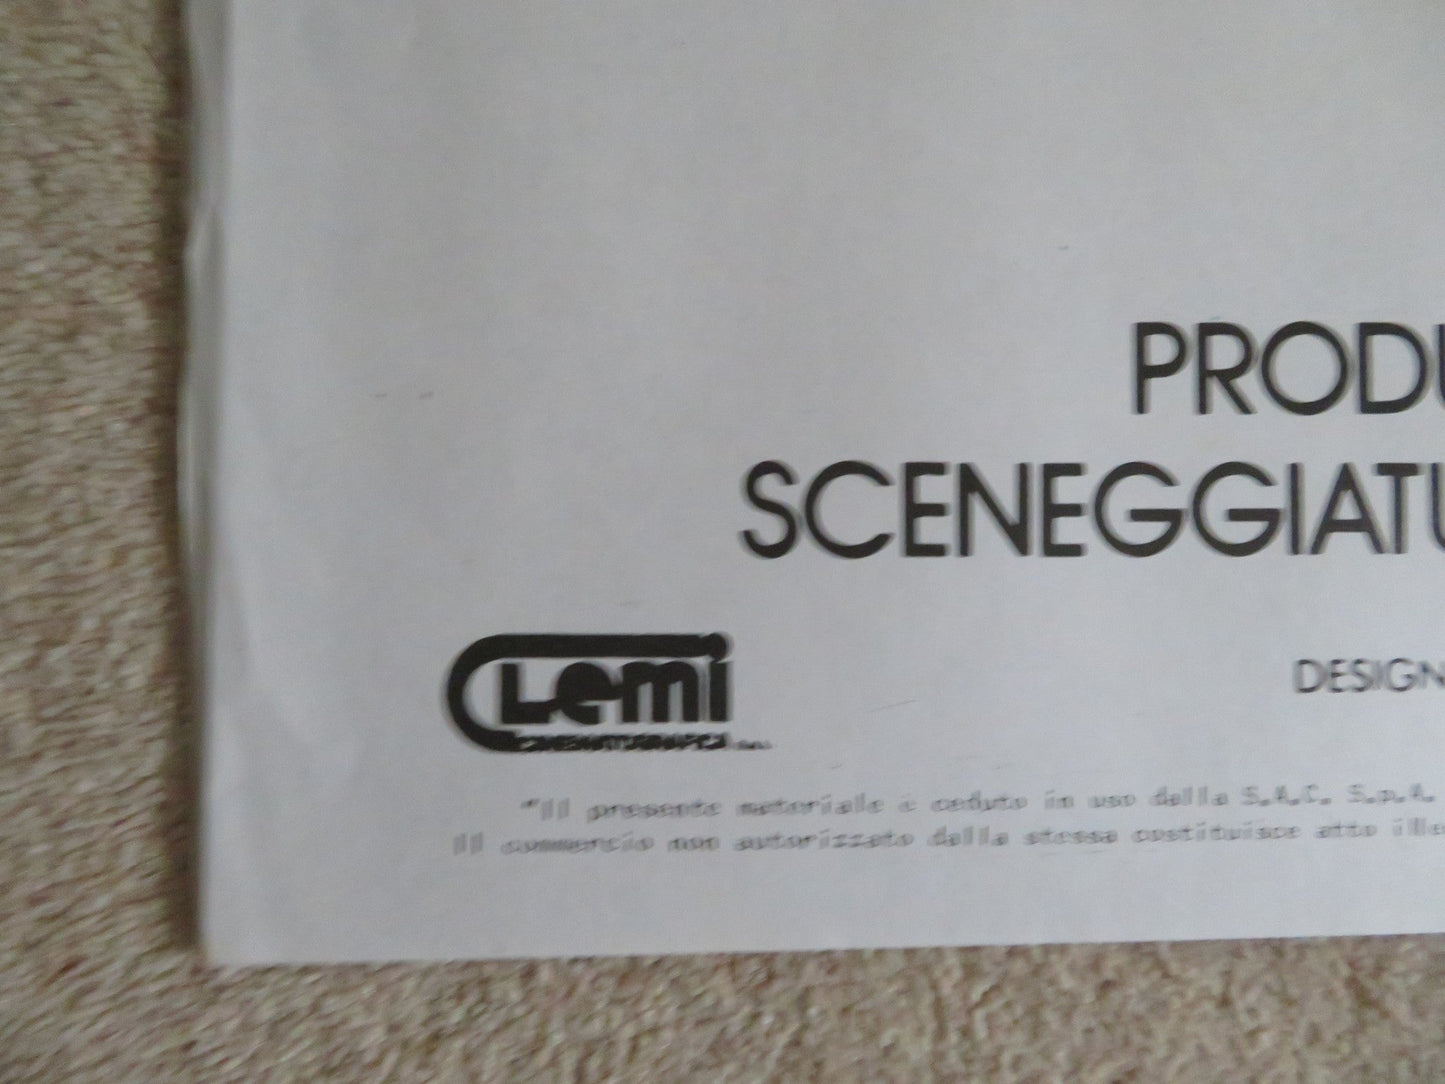 PRODU
SCENEGGIATU
DESIGN
Lemi
CINEMATOGRAFICA
"Il presente materiale è ceduto in uso dalla S.A.C. S.p.A.
Il commercio non autorizzato dalla stessa costituisce atto ille